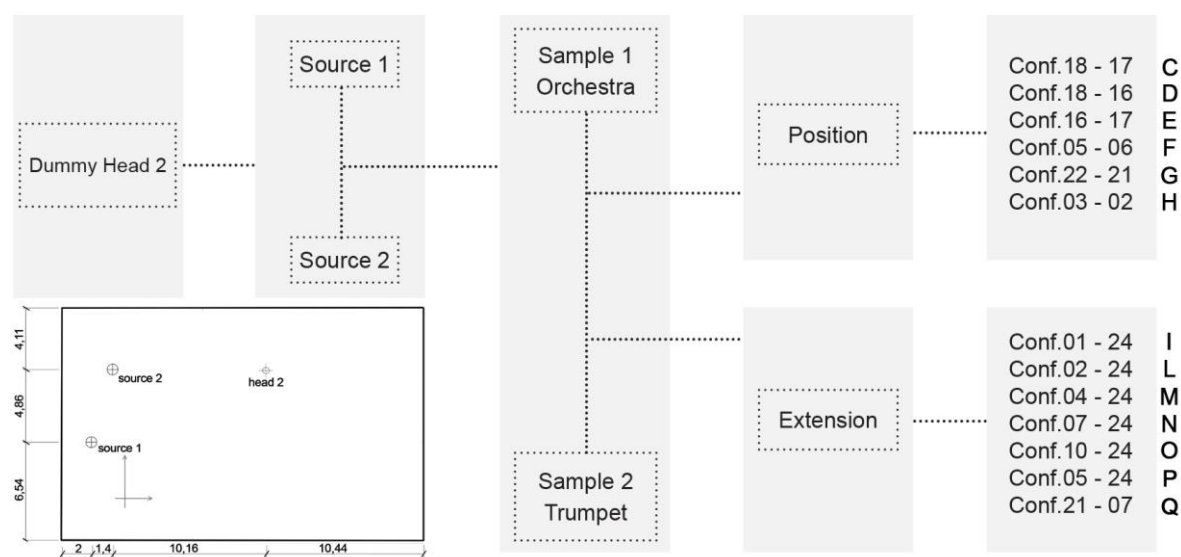 Dummy Head 2
Source 1
Source 2
Sample 1
Orchestra
Sample 2
Trumpet
Position
Extension
Conf.18 - 17 C
Conf.18 - 16 D
Conf.16 - 17 E
Conf.05 - 06 F
Conf.22 - 21 G
Conf.03 - 02 H
Conf.01 - 24 I
Conf.02 - 24 L
Conf.04 - 24 M
Conf.07 - 24 N
Conf.10 - 24 O
Conf.05 - 24 P
Conf.21 - 07 Q
4,11
4,86
6,54
source 2
head 2
source 1
2 1,4 10,16 10,44